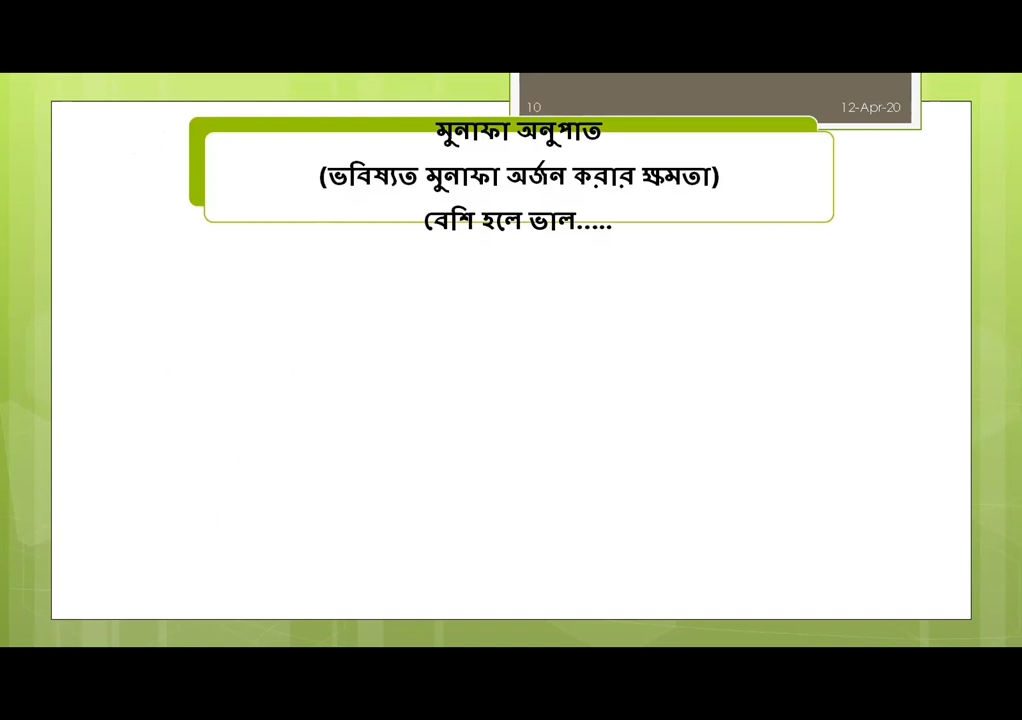 10 12-Apr-20
মুনাফা অনুপাত
(ভবিষ্যত মুনাফা অর্জন করার ক্ষমতা)
বেশি হলে ভাল.....